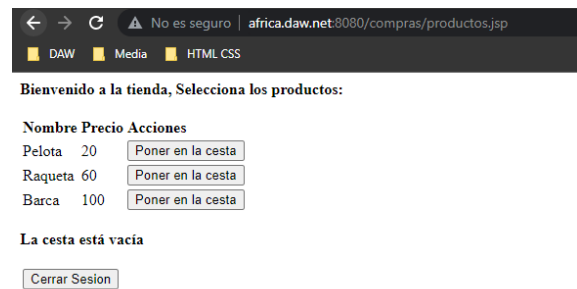 No es seguro | africa.daw.net:8080/compras/productos.jsp
DAW Media HTML CSS
Bienvenido a la tienda, Selecciona los productos:
Nombre Precio Acciones
Pelota 20 Poner en la cesta
Raqueta 60 Poner en la cesta
Barca 100 Poner en la cesta
La cesta está vacía
Cerrar Sesion